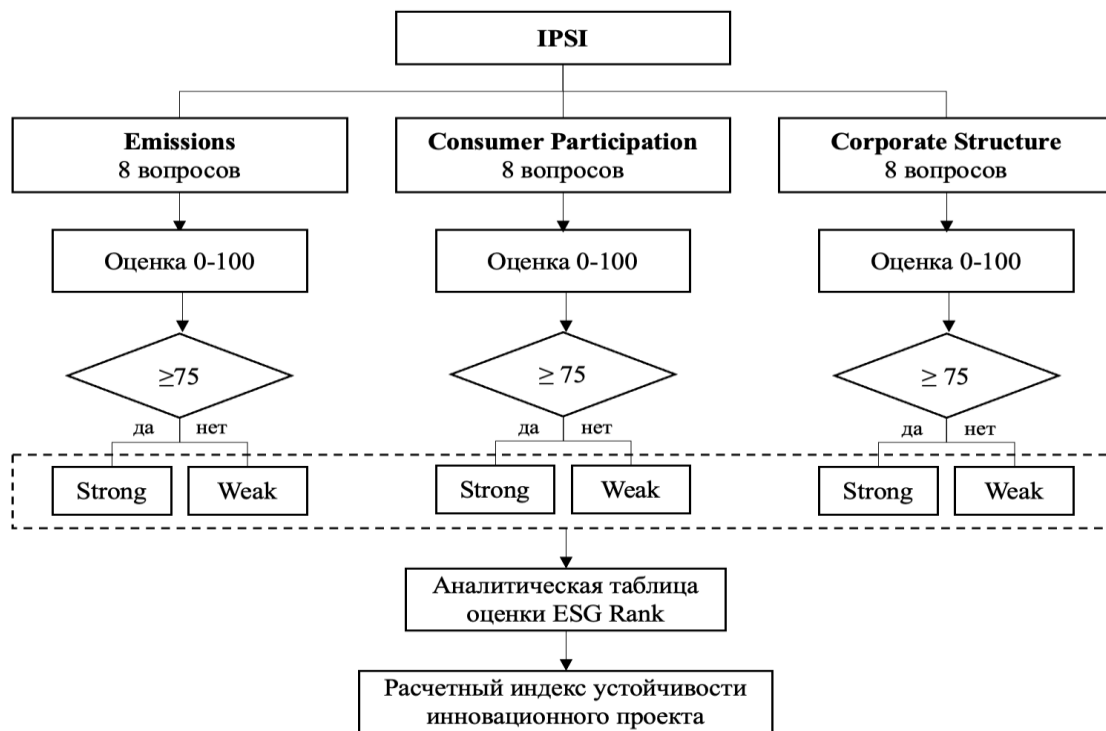 IPSI
Emissions
8 вопросов
Consumer Participation
8 вопросов
Corporate Structure
8 вопросов
Оценка 0-100
Оценка 0-100
Оценка 0-100
≥75
≥ 75
≥ 75
да
нет
да
нет
да
нет
Strong
Weak
Strong
Weak
Strong
Weak
Аналитическая таблица
оценки ESG Rank
Расчетный индекс устойчивости
инновационного проекта